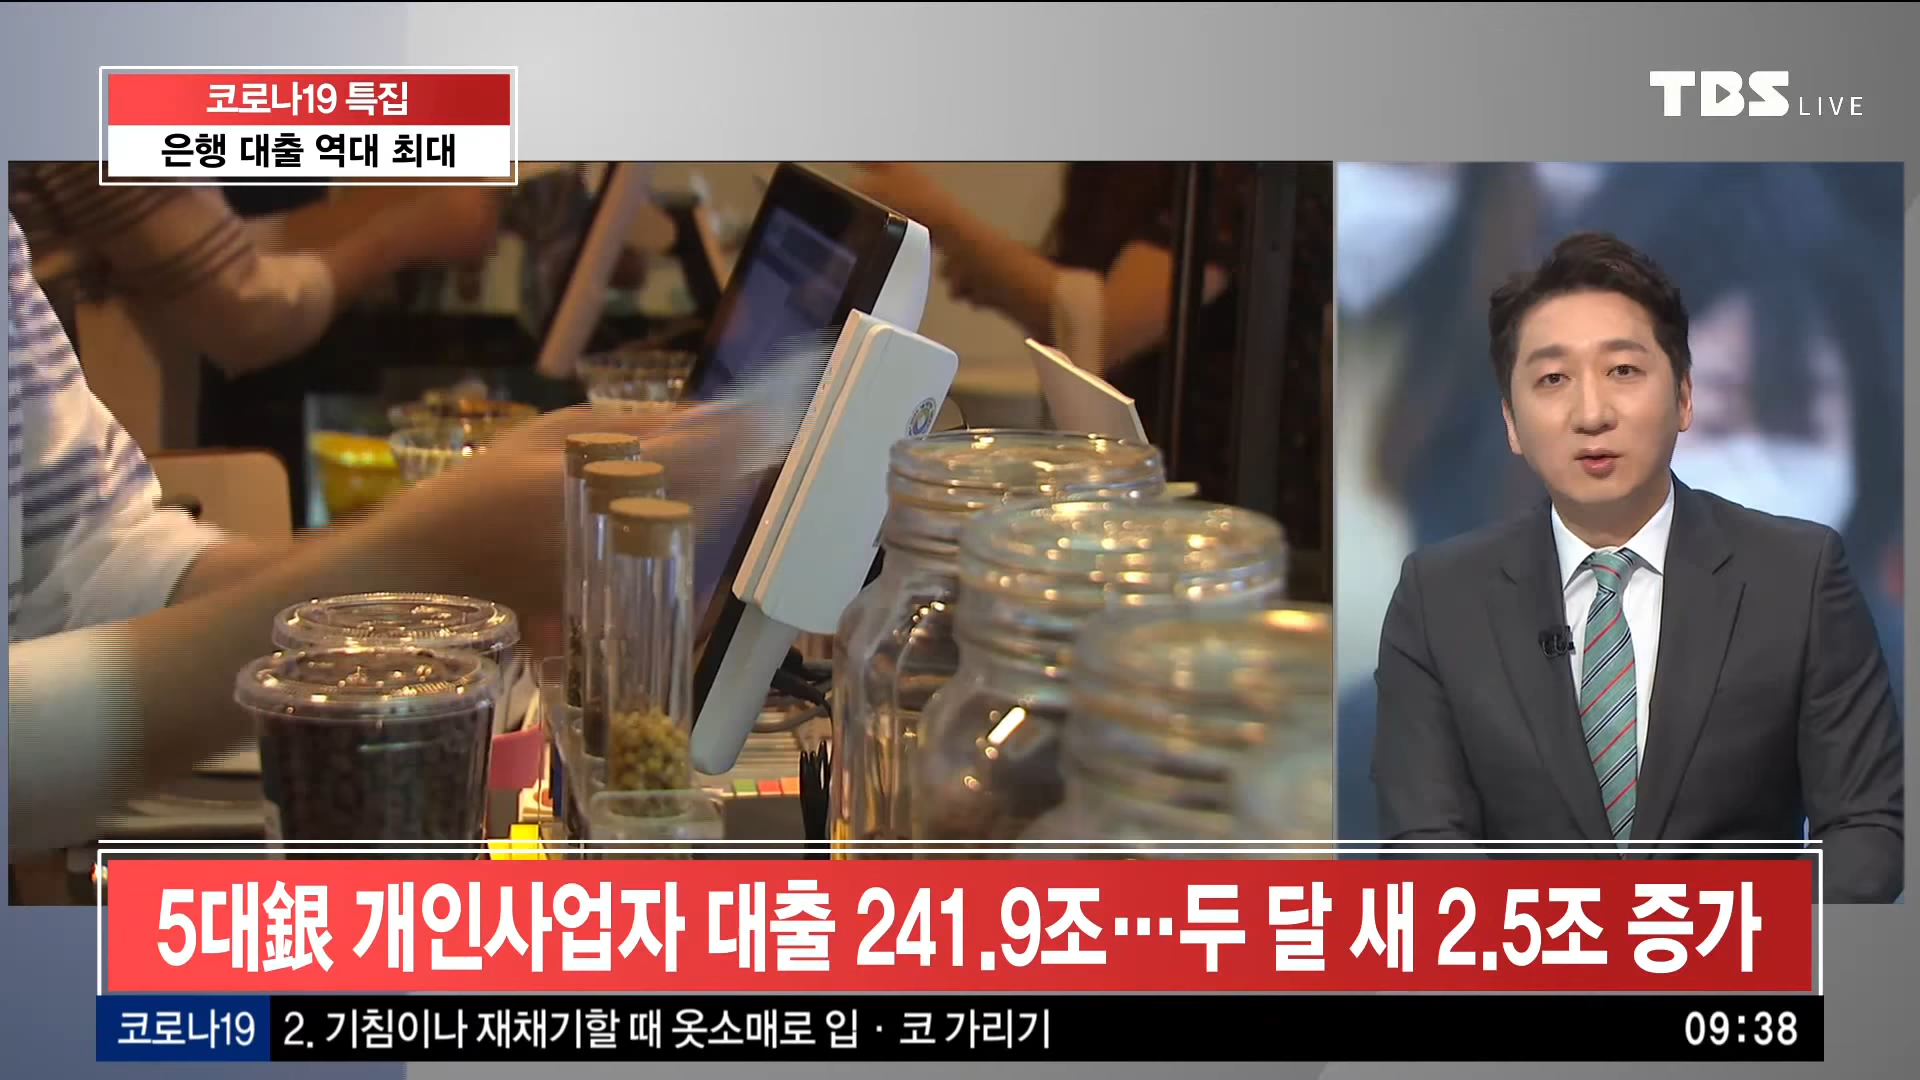 코로나19 특집
은행 대출 역대 최대
TBS LIVE
5대銀 개인사업자 대출 241.9조…두 달 새 2.5조 증가
코로나19 2. 기침이나 재채기할 때 옷소매로 입 · 코 가리기 09:38